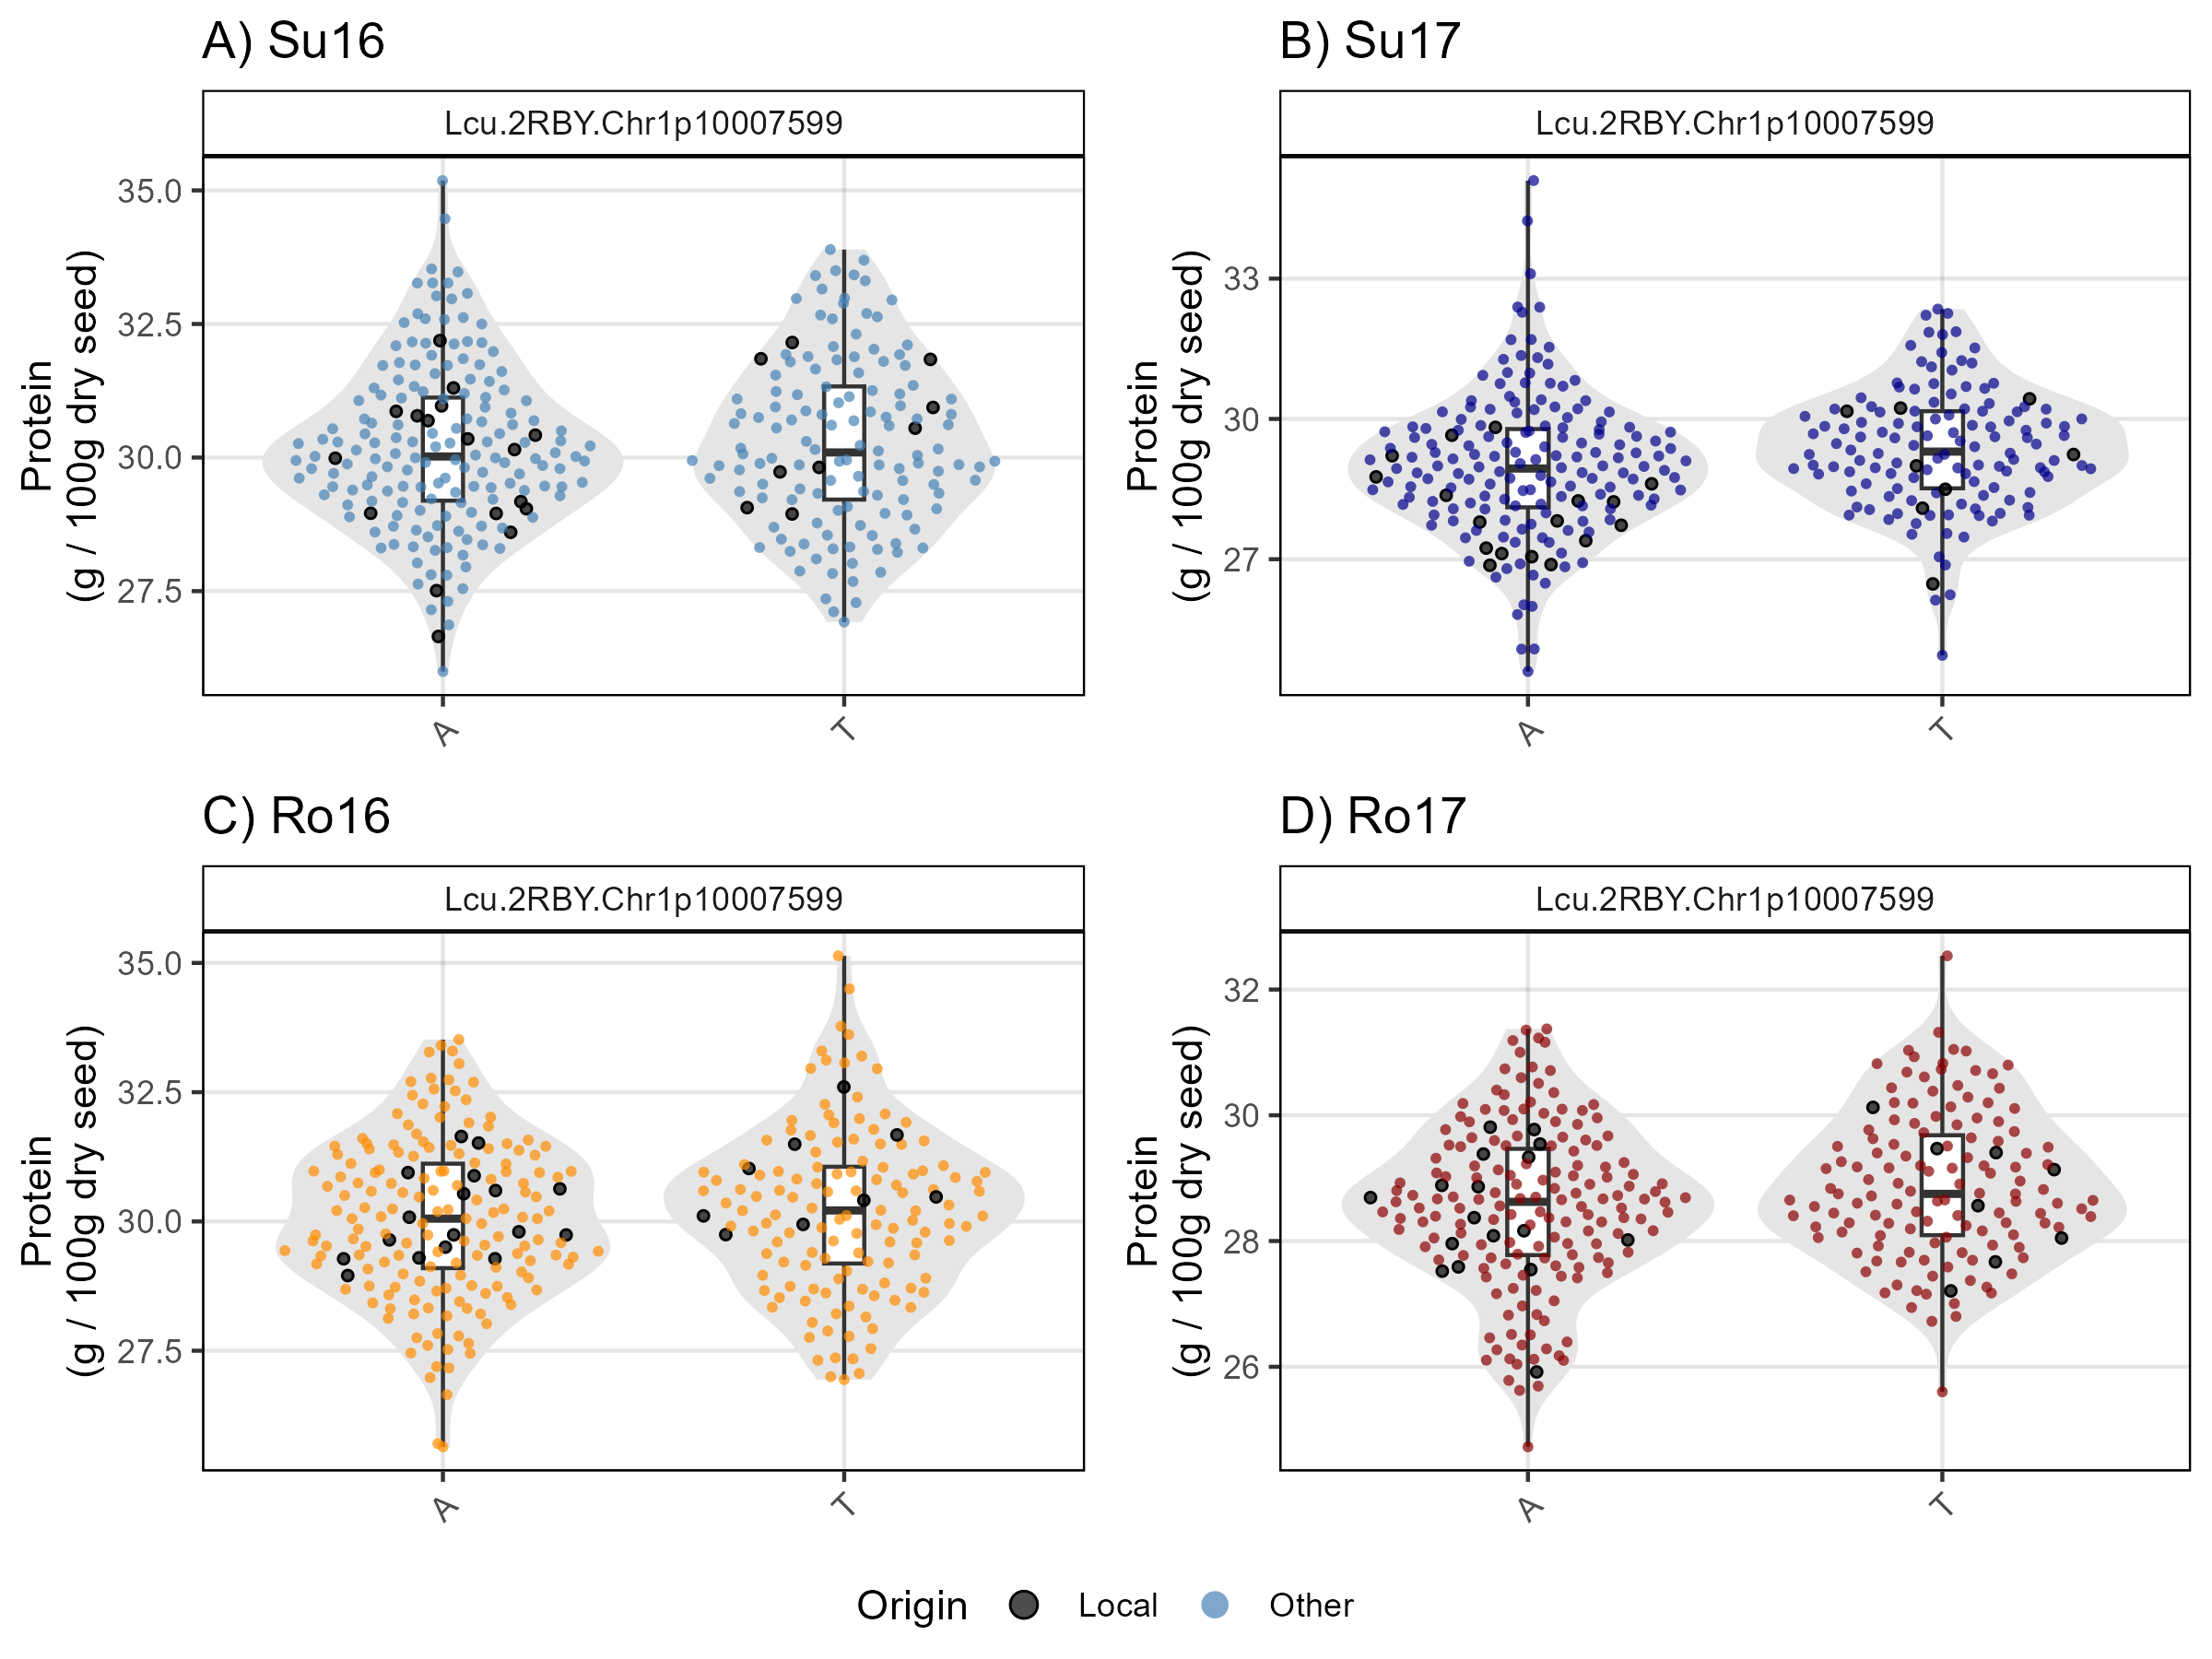 A) Su16
Lcu.2RBY.Chr1p10007599
Protein
(g / 100g dry seed)
35.0
32.5
30.0
27.5
A
T
B) Su17
Lcu.2RBY.Chr1p10007599
Protein
(g / 100g dry seed)
33
30
27
A
T
C) Ro16
Lcu.2RBY.Chr1p10007599
Protein
(g / 100g dry seed)
35.0
32.5
30.0
27.5
A
T
D) Ro17
Lcu.2RBY.Chr1p10007599
Protein
(g / 100g dry seed)
32
30
28
26
A
T
Origin
Local
Other